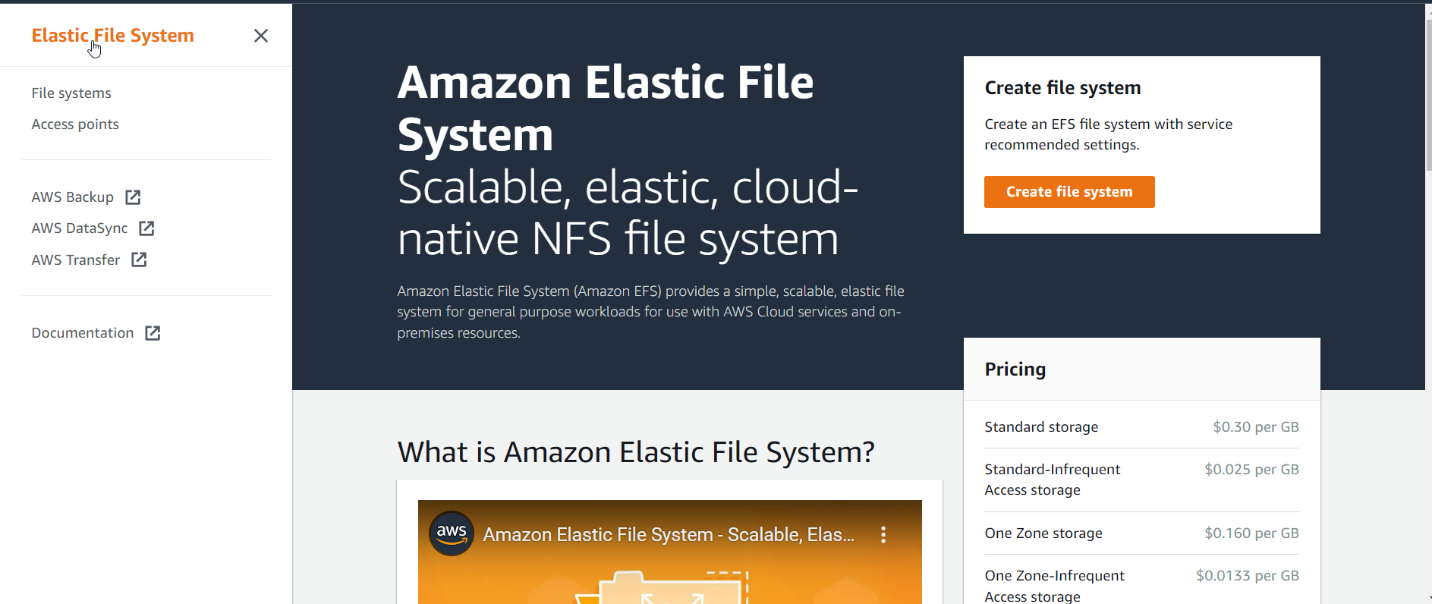 Elastic File System
File systems
Access points
AWS Backup
AWS DataSync
AWS Transfer
Documentation
Amazon Elastic File
System
Scalable, elastic, cloud-
native NFS file system
Amazon Elastic File System (Amazon EFS) provides a simple, scalable, elastic file
system for general purpose workloads for use with AWS Cloud services and on-
premises resources.
Create file system
Create an EFS file system with service
recommended settings.
Create file system
What is Amazon Elastic File System?
aws
Amazon Elastic File System - Scalable, Elas...
Pricing
Standard storage $0.30 per GB
Standard-Infrequent $0.025 per GB
Access storage
One Zone storage $0.160 per GB
One Zone-Infrequent $0.0133 per GB
Access storage